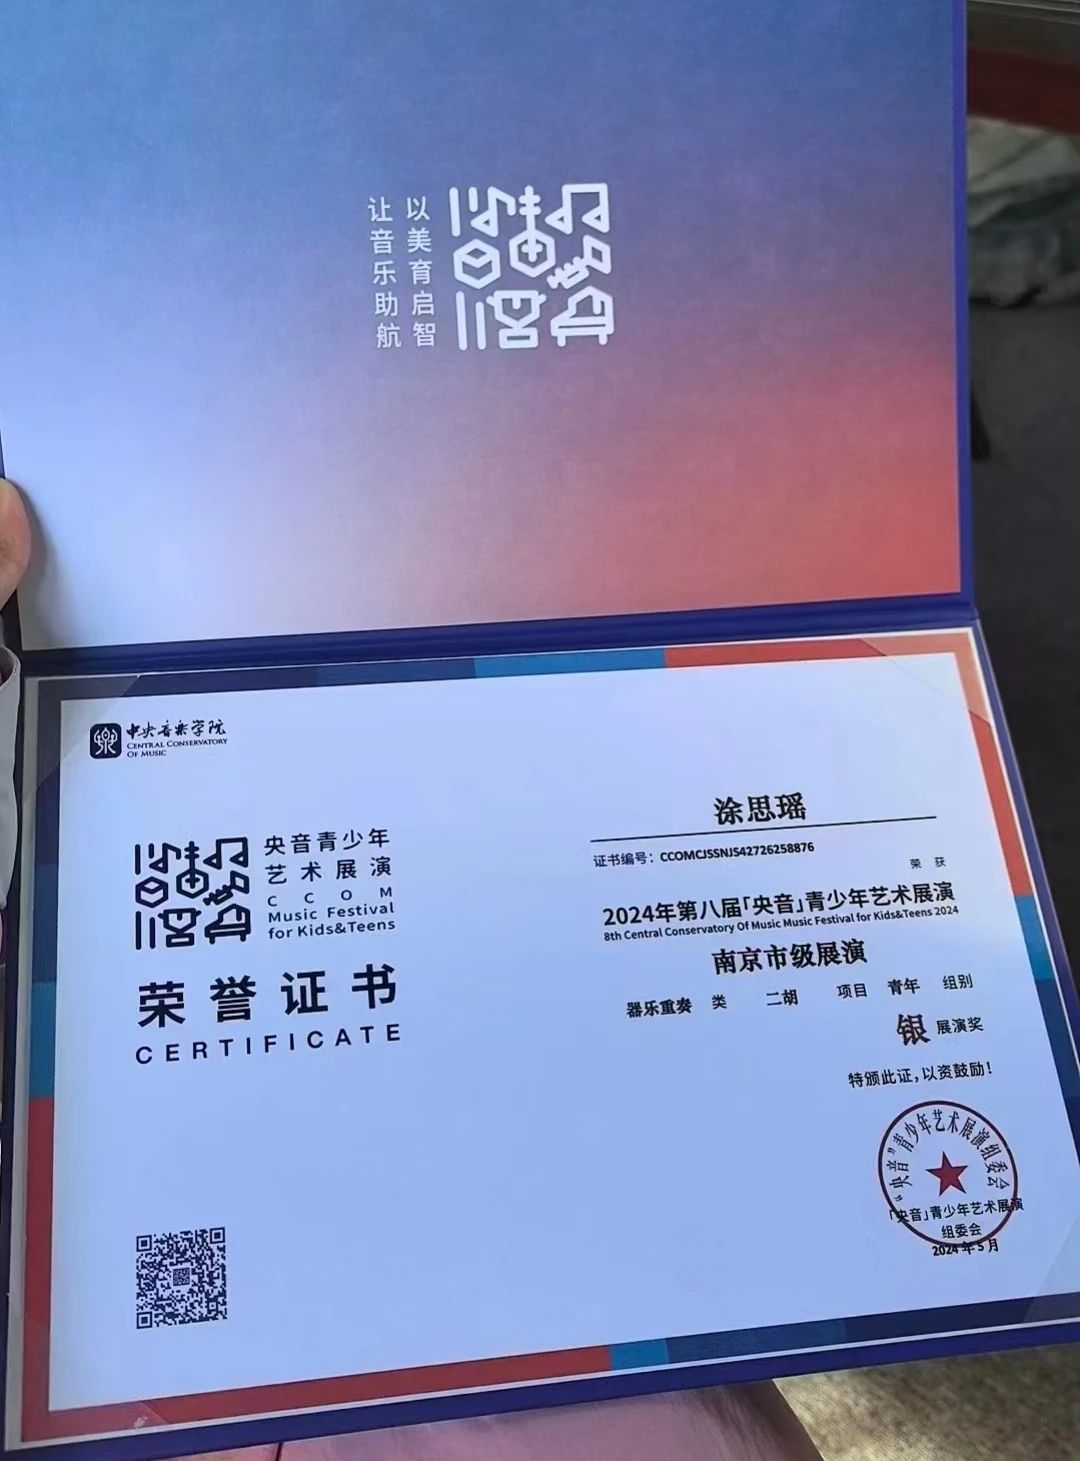 以美育启智
让音乐助航
中央音乐学院
CENTRAL CONSERVATORY
OF MUSIC
央音青少年
艺术展演
CCOM
Music Festival
for Kids&Teens
荣誉证书
CERTIFICATE
涂思瑶
证书编号：CCOMCJSSNJS42726258876
荣 获
2024年第八届「央音」青少年艺术展演
8th Central Conservatory Of Music Music Festival for Kids&Teens 2024
南京市级展演
器乐重奏 类 二胡 项目 青年 组别
银 展演奖
特颁此证，以资鼓励！
“央音”青少年艺术展演组委会
「央音」青少年艺术展演
组委会
2024年5月